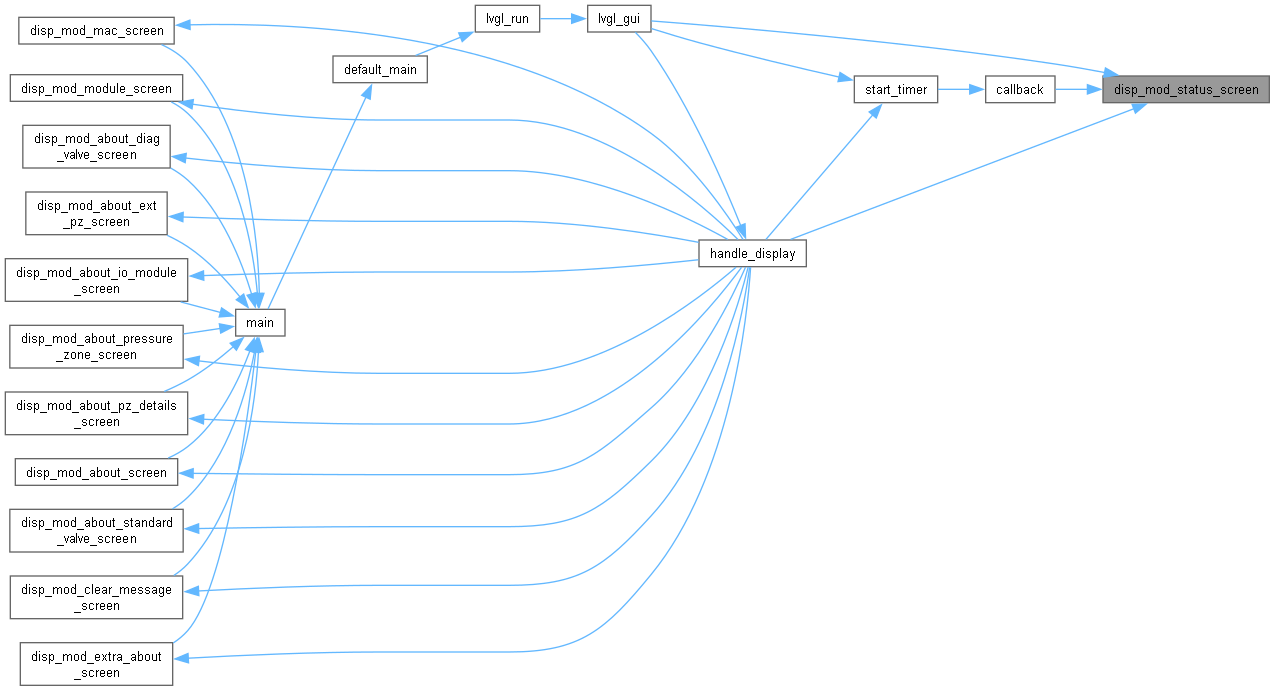 disp_mod_mac_screen
lvgl_run
lvgl_gui
default_main
disp_mod_module_screen
start_timer
callback
disp_mod_status_screen
disp_mod_about_diag
_valve_screen
disp_mod_about_ext
_pz_screen
handle_display
disp_mod_about_io_module
_screen
main
disp_mod_about_pressure
_zone_screen
disp_mod_about_pz_details
_screen
disp_mod_about_screen
disp_mod_about_standard
_valve_screen
disp_mod_clear_message
_screen
disp_mod_extra_about
_screen